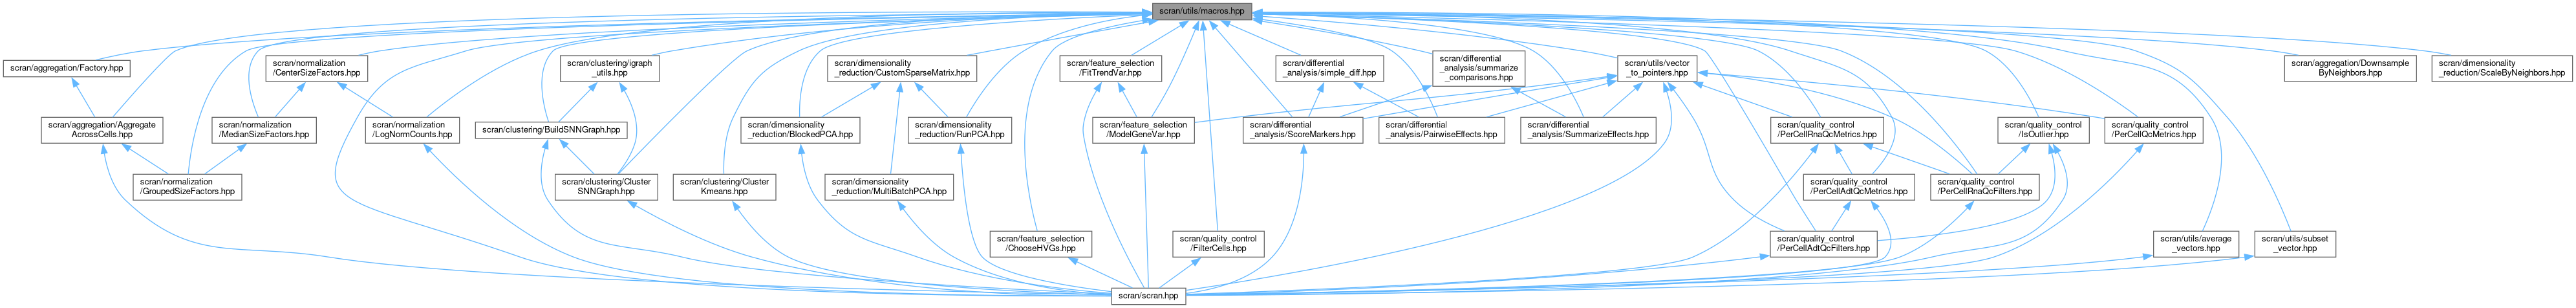 scran/utils/macros.hpp
scran/aggregation/Factory.hpp
scran/normalization
/CenterSizeFactors.hpp
scran/clustering/igraph
_utils.hpp
scran/dimensionality
_reduction/CustomSparseMatrix.hpp
scran/feature_selection
/FitTrendVar.hpp
scran/differential
_analysis/simple_diff.hpp
scran/differential
_analysis/summarize
_comparisons.hpp
scran/utils/vector
_to_pointers.hpp
scran/aggregation/Downsample
ByNeighbors.hpp
scran/dimensionality
_reduction/ScaleByNeighbors.hpp
scran/aggregation/Aggregate
AcrossCells.hpp
scran/normalization
/MedianSizeFactors.hpp
scran/normalization
/LogNormCounts.hpp
scran/clustering/BuildSNNGraph.hpp
scran/dimensionality
_reduction/BlockedPCA.hpp
scran/dimensionality
_reduction/RunPCA.hpp
scran/feature_selection
/ModelGeneVar.hpp
scran/differential
_analysis/ScoreMarkers.hpp
scran/differential
_analysis/PairwiseEffects.hpp
scran/differential
_analysis/SummarizeEffects.hpp
scran/quality_control
/PerCellRnaQcMetrics.hpp
scran/quality_control
/IsOutlier.hpp
scran/quality_control
/PerCellQcMetrics.hpp
scran/normalization
/GroupedSizeFactors.hpp
scran/clustering/Cluster
SNNGraph.hpp
scran/clustering/Cluster
Kmeans.hpp
scran/dimensionality
_reduction/MultiBatchPCA.hpp
scran/quality_control
/PerCellAdtQcMetrics.hpp
scran/quality_control
/PerCellRnaQcFilters.hpp
scran/feature_selection
/ChooseHVGs.hpp
scran/quality_control
/FilterCells.hpp
scran/quality_control
/PerCellAdtQcFilters.hpp
scran/utils/average
_vectors.hpp
scran/utils/subset
_vector.hpp
scran/scran.hpp